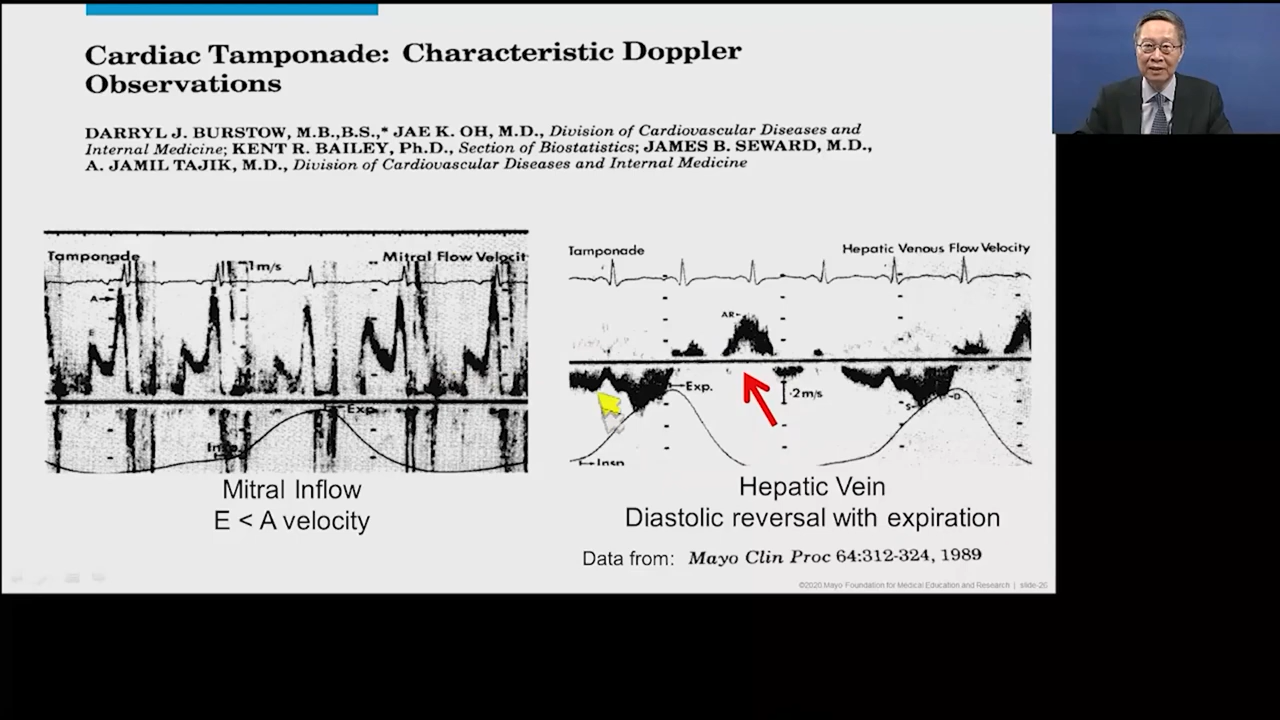 Cardiac Tamponade: Characteristic Doppler
Observations
DARRYL J. BURSTOW, M.B.,B.S.,* JAE K. OH, M.D., Division of Cardiovascular Diseases and
Internal Medicine; KENT R. BAILEY, Ph.D., Section of Biostatistics; JAMES B. SEWARD, M.D.,
A. JAMIL TAJIK, M.D., Division of Cardiovascular Diseases and Internal Medicine
Tamponade
1m/s
Mitral Flow Velocit
A
E
Exp.
Insp.
Mitral Inflow
E < A velocity
Tamponade
Hepatic Venous Flow Velocity
AR
Exp.
.2m/s
S
D
Insp
Hepatic Vein
Diastolic reversal with expiration
Data from: Mayo Clin Proc 64:312-324, 1989
©2020 Mayo Foundation for Medical Education and Research | slide-26